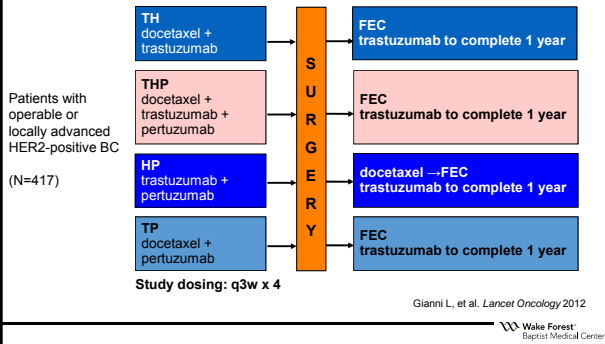 TH
docetaxel +
trastuzumab
FEC
trastuzumab to complete 1 year
THP
docetaxel +
trastuzumab +
pertuzumab
FEC
trastuzumab to complete 1 year
Patients with
operable or
locally advanced
HER2-positive BC
(N=417)
HP
trastuzumab +
pertuzumab
docetaxel →FEC
trastuzumab to complete 1 year
TP
docetaxel +
pertuzumab
FEC
trastuzumab to complete 1 year
S
U
R
G
E
R
Y
Study dosing: q3w x 4
Gianni L, et al. Lancet Oncology 2012
Wake Forest®
Baptist Medical Center